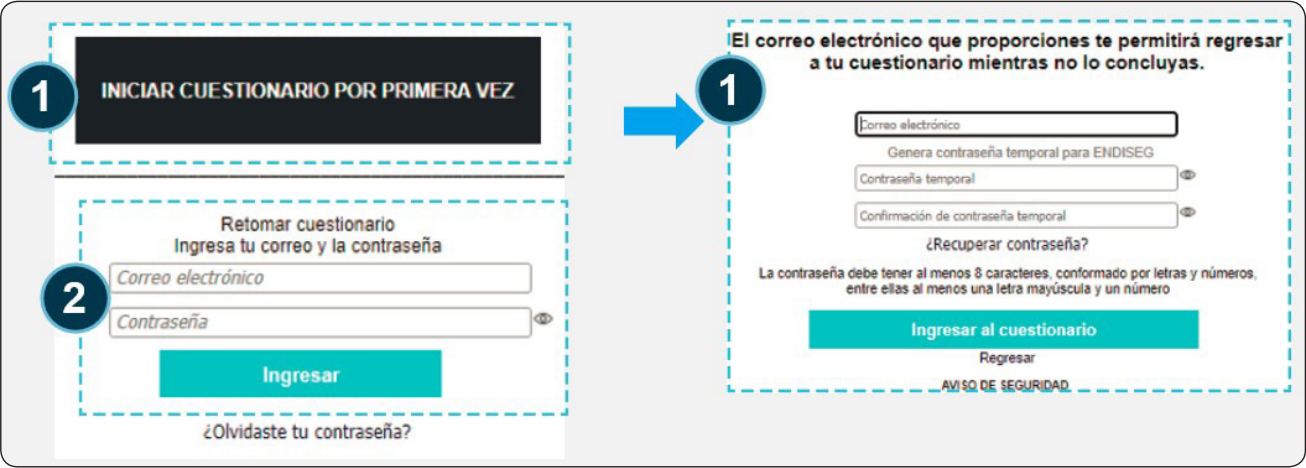 1
INICIAR CUESTIONARIO POR PRIMERA VEZ
2
Retomar cuestionario
Ingresa tu correo y la contraseña
Correo electrónico
Contraseña
Ingresar
¿Olvidaste tu contraseña?
1
El correo electrónico que proporciones te permitirá regresar
a tu cuestionario mientras no lo concluyas.
Correo electrónico
Genera contraseña temporal para ENDISEG
Contraseña temporal
Confirmación de contraseña temporal
¿Recuperar contraseña?
La contraseña debe tener al menos 8 caracteres, conformado por letras y números,
entre ellas al menos una letra mayúscula y un número
Ingresar al cuestionario
Regresar
AVISO DE SEGURIDAD